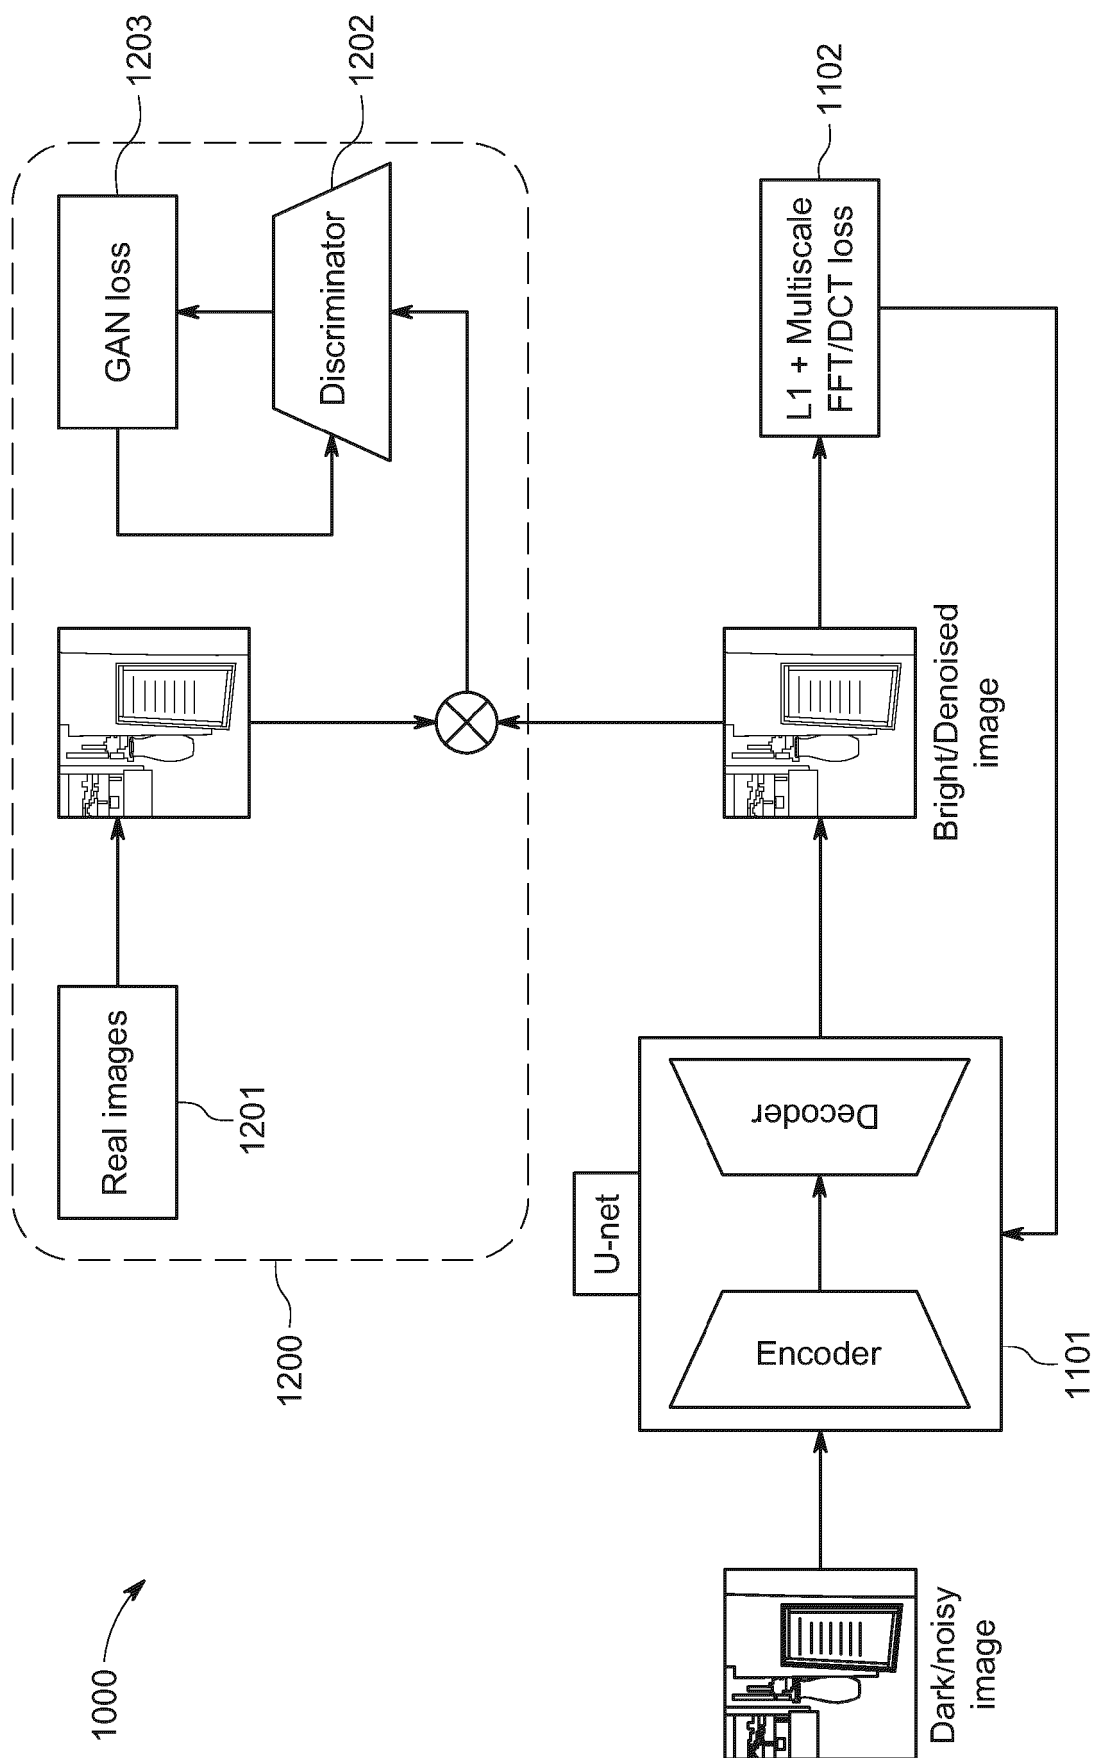 1000
1200
Real images
1201
GAN loss
1203
Discriminator
1202
Dark/noisy
image
U-net
Encoder
Decoder
1101
Bright/Denoised
image
L1 + Multiscale
FFT/DCT loss
1102